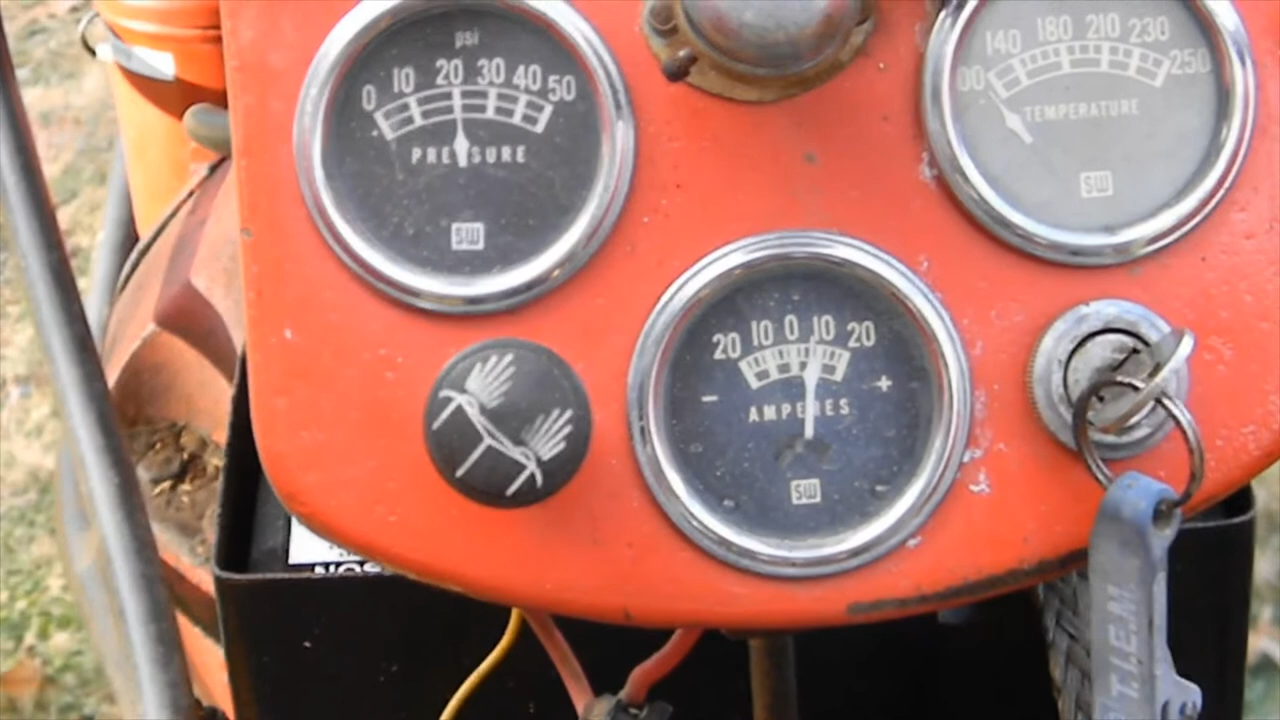 psi
0 10 20 30 40 50
PRESSURE
SW
140 180 210 230 250
TEMPERATURE
SW
20 10 0 10 20
- +
AMPERES
SW
NOS
T.I.E.M.